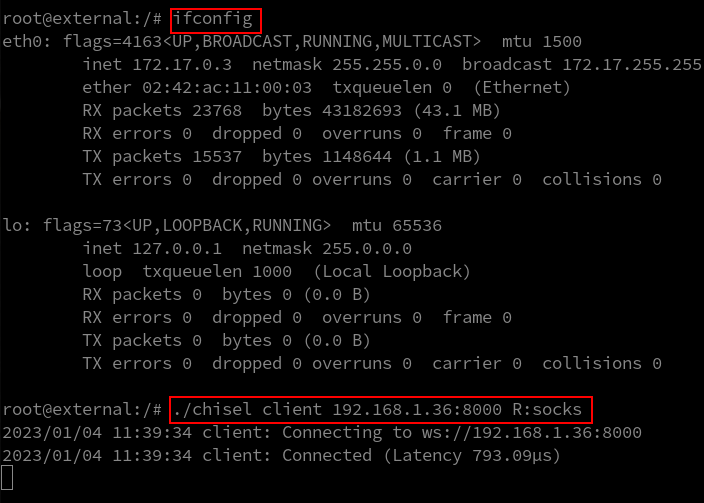 root@external:/# ifconfig
eth0: flags=4163<UP,BROADCAST,RUNNING,MULTICAST>  mtu 1500
        inet 172.17.0.3  netmask 255.255.0.0  broadcast 172.17.255.255
        ether 02:42:ac:11:00:03  txqueuelen 0  (Ethernet)
        RX packets 23768  bytes 43182693 (43.1 MB)
        RX errors 0  dropped 0  overruns 0  frame 0
        TX packets 15537  bytes 1148644 (1.1 MB)
        TX errors 0  dropped 0 overruns 0  carrier 0  collisions 0
lo: flags=73<UP,LOOPBACK,RUNNING>  mtu 65536
        inet 127.0.0.1  netmask 255.0.0.0
        loop  txqueuelen 1000  (Local Loopback)
        RX packets 0  bytes 0 (0.0 B)
        RX errors 0  dropped 0  overruns 0  frame 0
        TX packets 0  bytes 0 (0.0 B)
        TX errors 0  dropped 0 overruns 0  carrier 0  collisions 0
root@external:/# ./chisel client 192.168.1.36:8000 R:socks
2023/01/04 11:39:34 client: Connecting to ws://192.168.1.36:8000
2023/01/04 11:39:34 client: Connected (Latency 793.09µs)